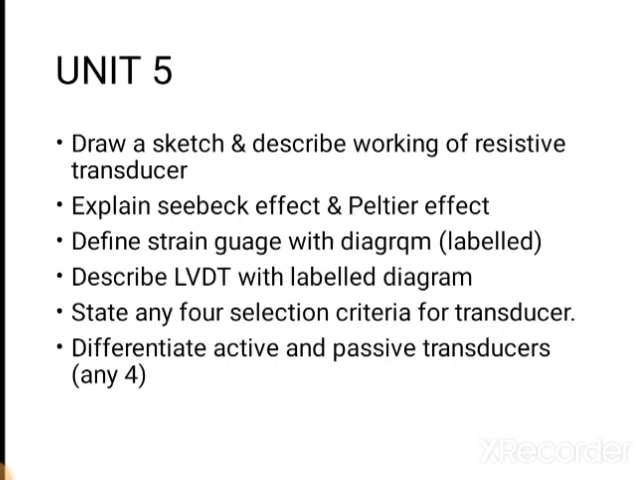 UNIT 5
• Draw a sketch & describe working of resistive
transducer
• Explain seebeck effect & Peltier effect
• Define strain guage with diagrqm (labelled)
• Describe LVDT with labelled diagram
• State any four selection criteria for transducer.
• Differentiate active and passive transducers
(any 4)
XRecorder